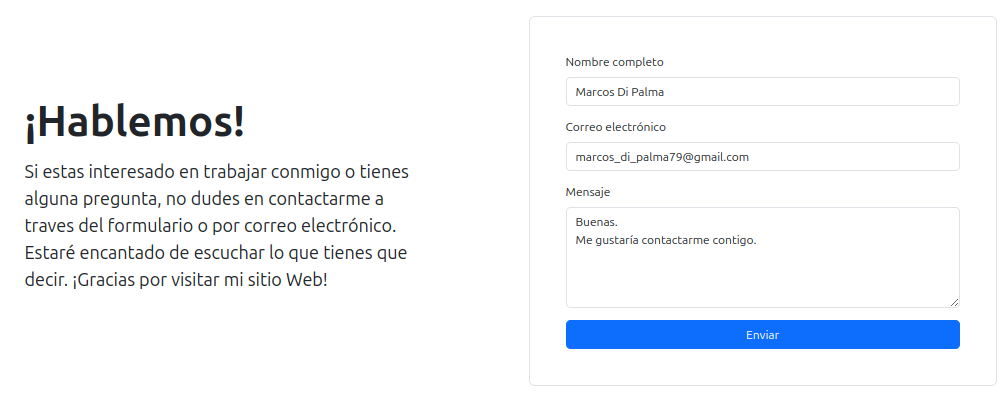 ¡Hablemos!
Si estas interesado en trabajar conmigo o tienes
alguna pregunta, no dudes en contactarme a
traves del formulario o por correo electrónico.
Estaré encantado de escuchar lo que tienes que
decir. ¡Gracias por visitar mi sitio Web!
Nombre completo
Marcos Di Palma
Correo electrónico
marcos_di_palma79@gmail.com
Mensaje
Buenas.
Me gustaría contactarme contigo.
Enviar